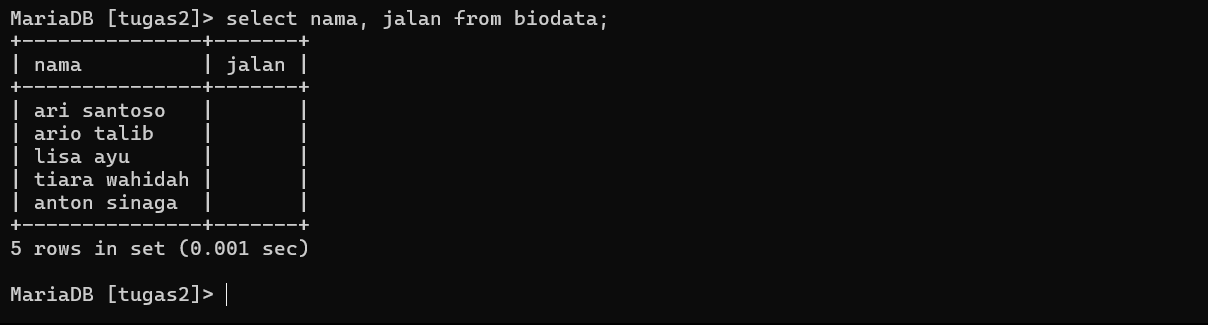 MariaDB [tugas2]> select nama, jalan from biodata;
+---------------+-------+
| nama          | jalan |
+---------------+-------+
| ari santoso   |       |
| ario talib    |       |
| lisa ayu      |       |
| tiara wahidah |       |
| anton sinaga  |       |
+---------------+-------+
5 rows in set (0.001 sec)
MariaDB [tugas2]>